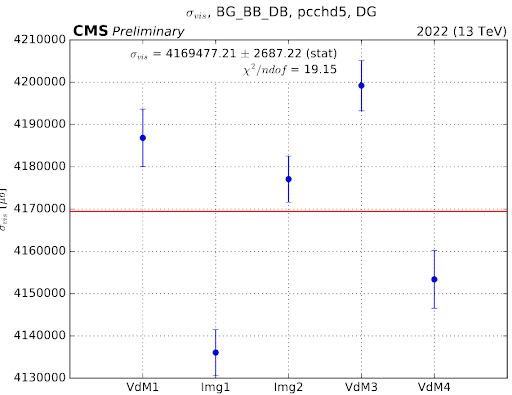 σvis, BG_BB_DB, pcchd5, DG
CMS Preliminary 2022 (13 TeV)
σvis = 4169477.21 ± 2687.22 (stat)
χ²/ndof = 19.15
4210000
4200000
4190000
4180000
4170000
4160000
4150000
4140000
4130000
σvis [μb]
VdM1 Img1 Img2 VdM3 VdM4